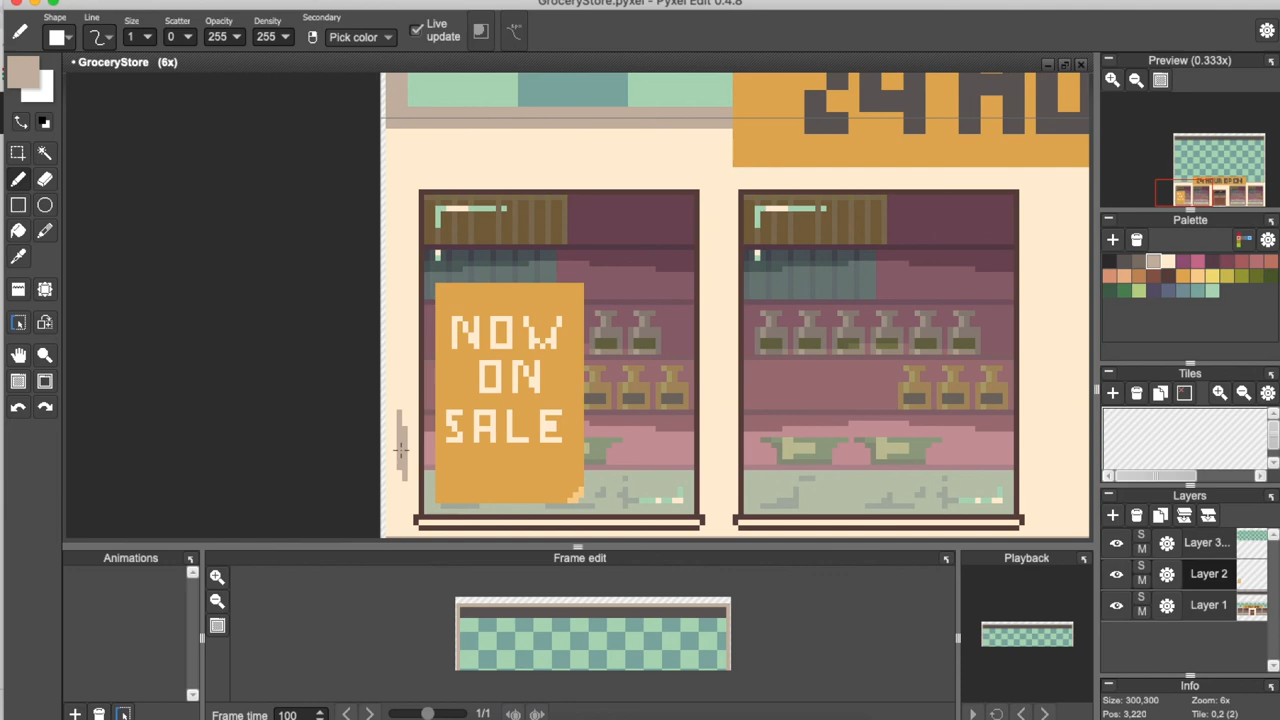 GroceryStore.pyxel - Pyxel Edit 0.4.8
Shape Line Size Scatter Opacity Density Secondary
1 0 255 255 Pick color Live update
• GroceryStore (6x)
24 HOU
NOW
ON
SALE
Preview (0.333x)
Palette
Tiles
Layers
S
M
Layer 3...
S
M
Layer 2
S
M
Layer 1
Info
Size: 300,300 Zoom: 6x
Pos: 3,220 Tile: 0,2 (2)
Animations
Frame edit
Playback
Frame time 100 1/1